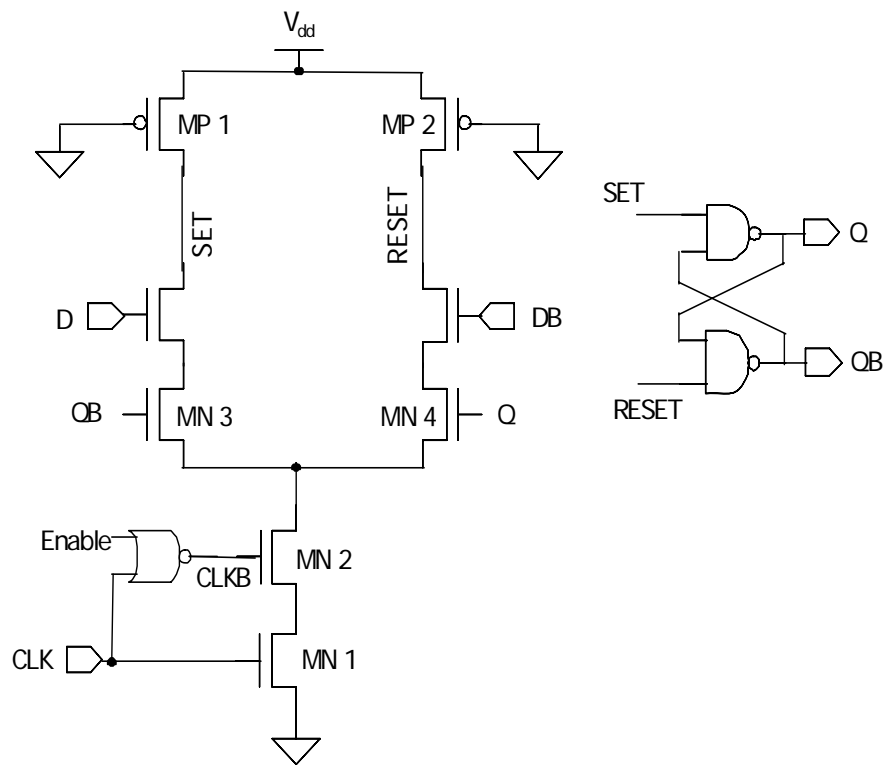 Vdd
MP 1
MP 2
SET
RESET
SET
Q
D
DB
QB
RESET
QB
MN 3
MN 4
Q
Enable
CLKB
MN 2
CLK
MN 1